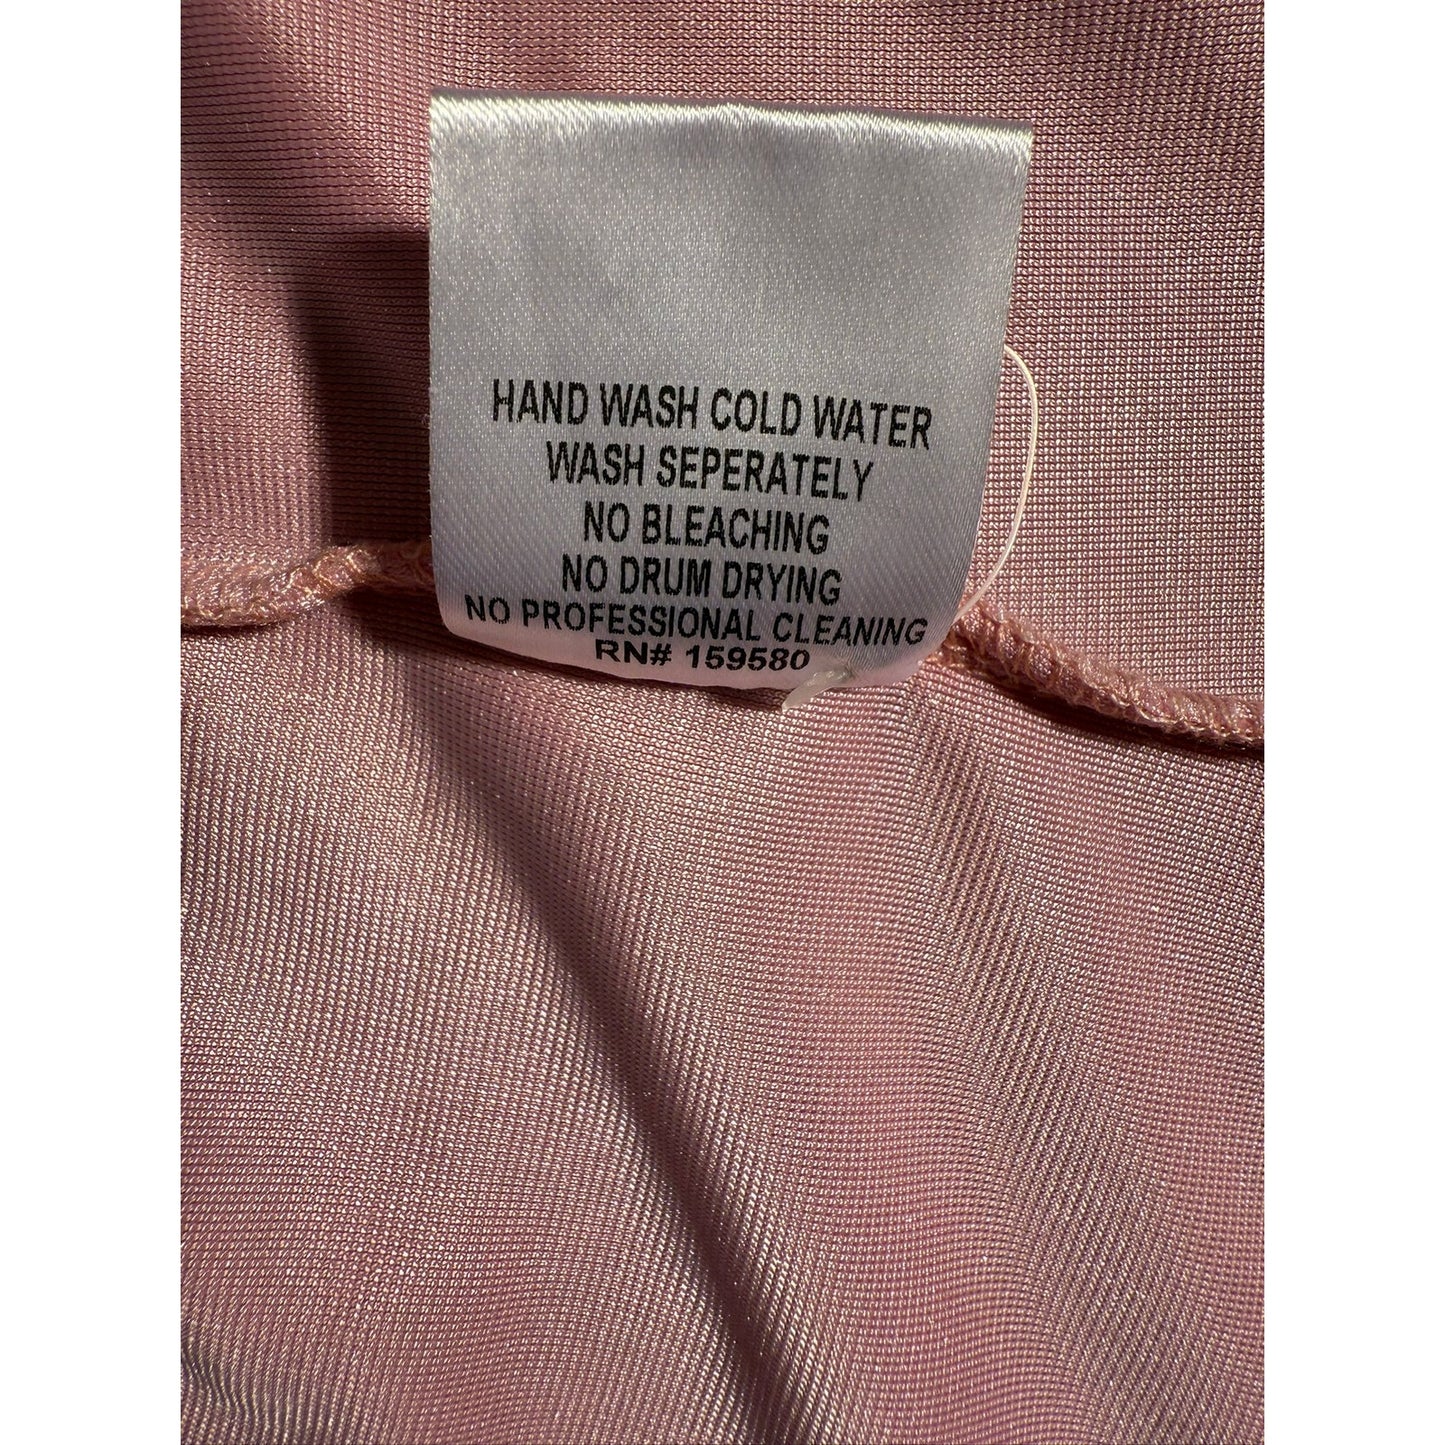 HAND WASH COLD WATER
WASH SEPERATELY
NO BLEACHING
NO DRUM DRYING
NO PROFESSIONAL CLEANING
RN# 159580